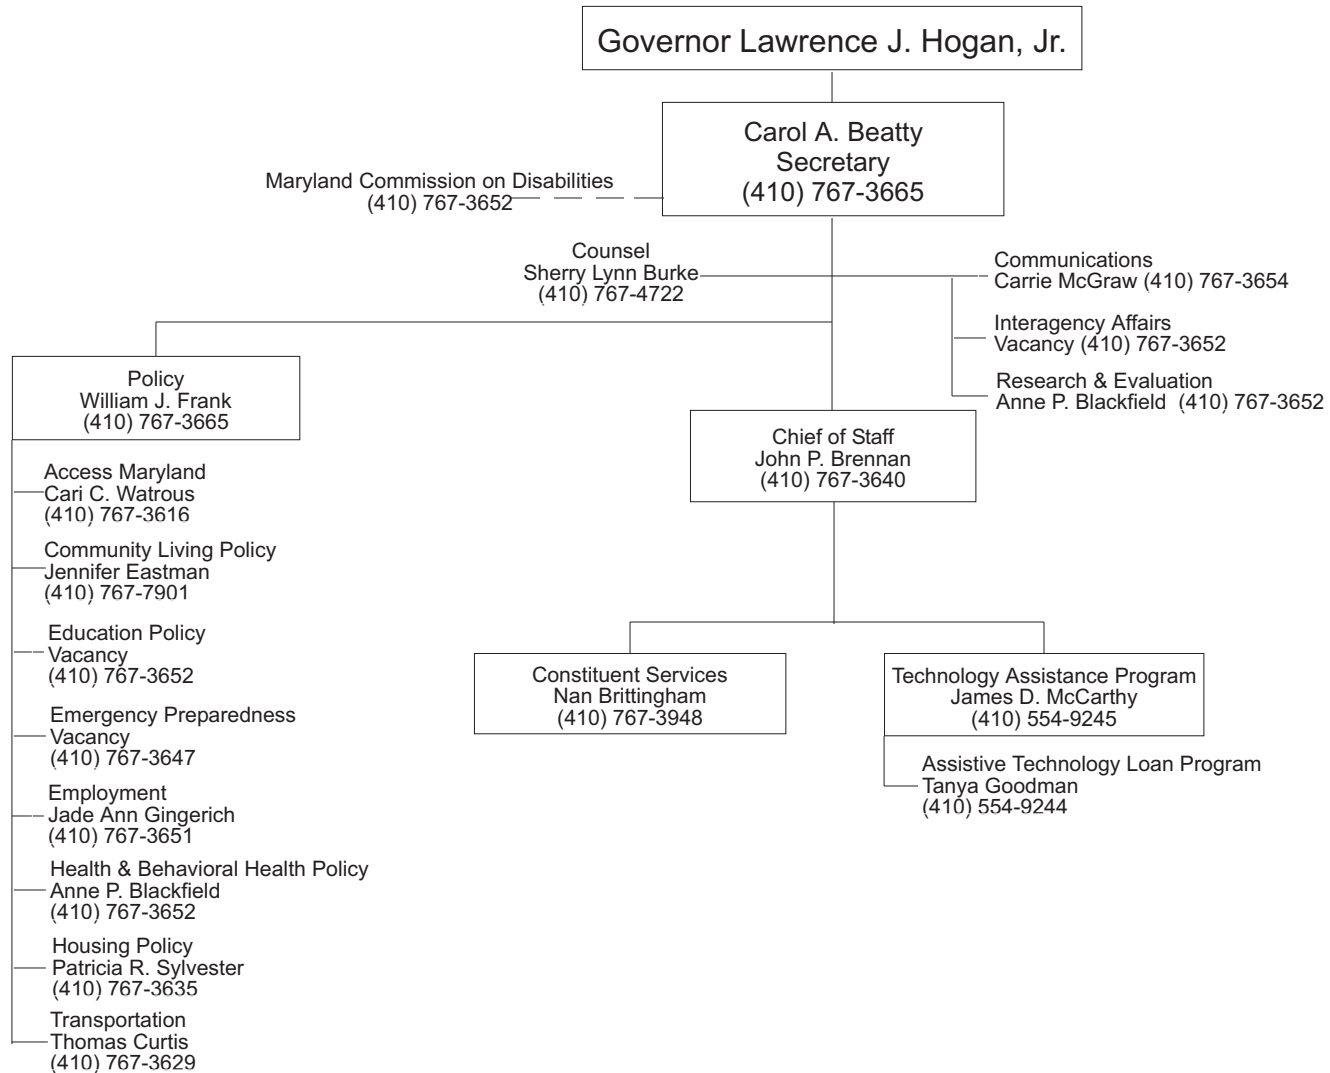 Governor Lawrence J. Hogan, Jr.
Carol A. Beatty
Secretary
(410) 767-3665
Maryland Commission on Disabilities
(410) 767-3652
Counsel
Sherry Lynn Burke
(410) 767-4722
Communications
Carrie McGraw (410) 767-3654
Interagency Affairs
Vacancy (410) 767-3652
Research & Evaluation
Anne P. Blackfield (410) 767-3652
Policy
William J. Frank
(410) 767-3665
Access Maryland
Cari C. Watrous
(410) 767-3616
Community Living Policy
Jennifer Eastman
(410) 767-7901
Education Policy
Vacancy
(410) 767-3652
Emergency Preparedness
Vacancy
(410) 767-3647
Employment
Jade Ann Gingerich
(410) 767-3651
Health & Behavioral Health Policy
Anne P. Blackfield
(410) 767-3652
Housing Policy
Patricia R. Sylvester
(410) 767-3635
Transportation
Thomas Curtis
(410) 767-3629
Chief of Staff
John P. Brennan
(410) 767-3640
Constituent Services
Nan Brittingham
(410) 767-3948
Technology Assistance Program
James D. McCarthy
(410) 554-9245
Assistive Technology Loan Program
Tanya Goodman
(410) 554-9244